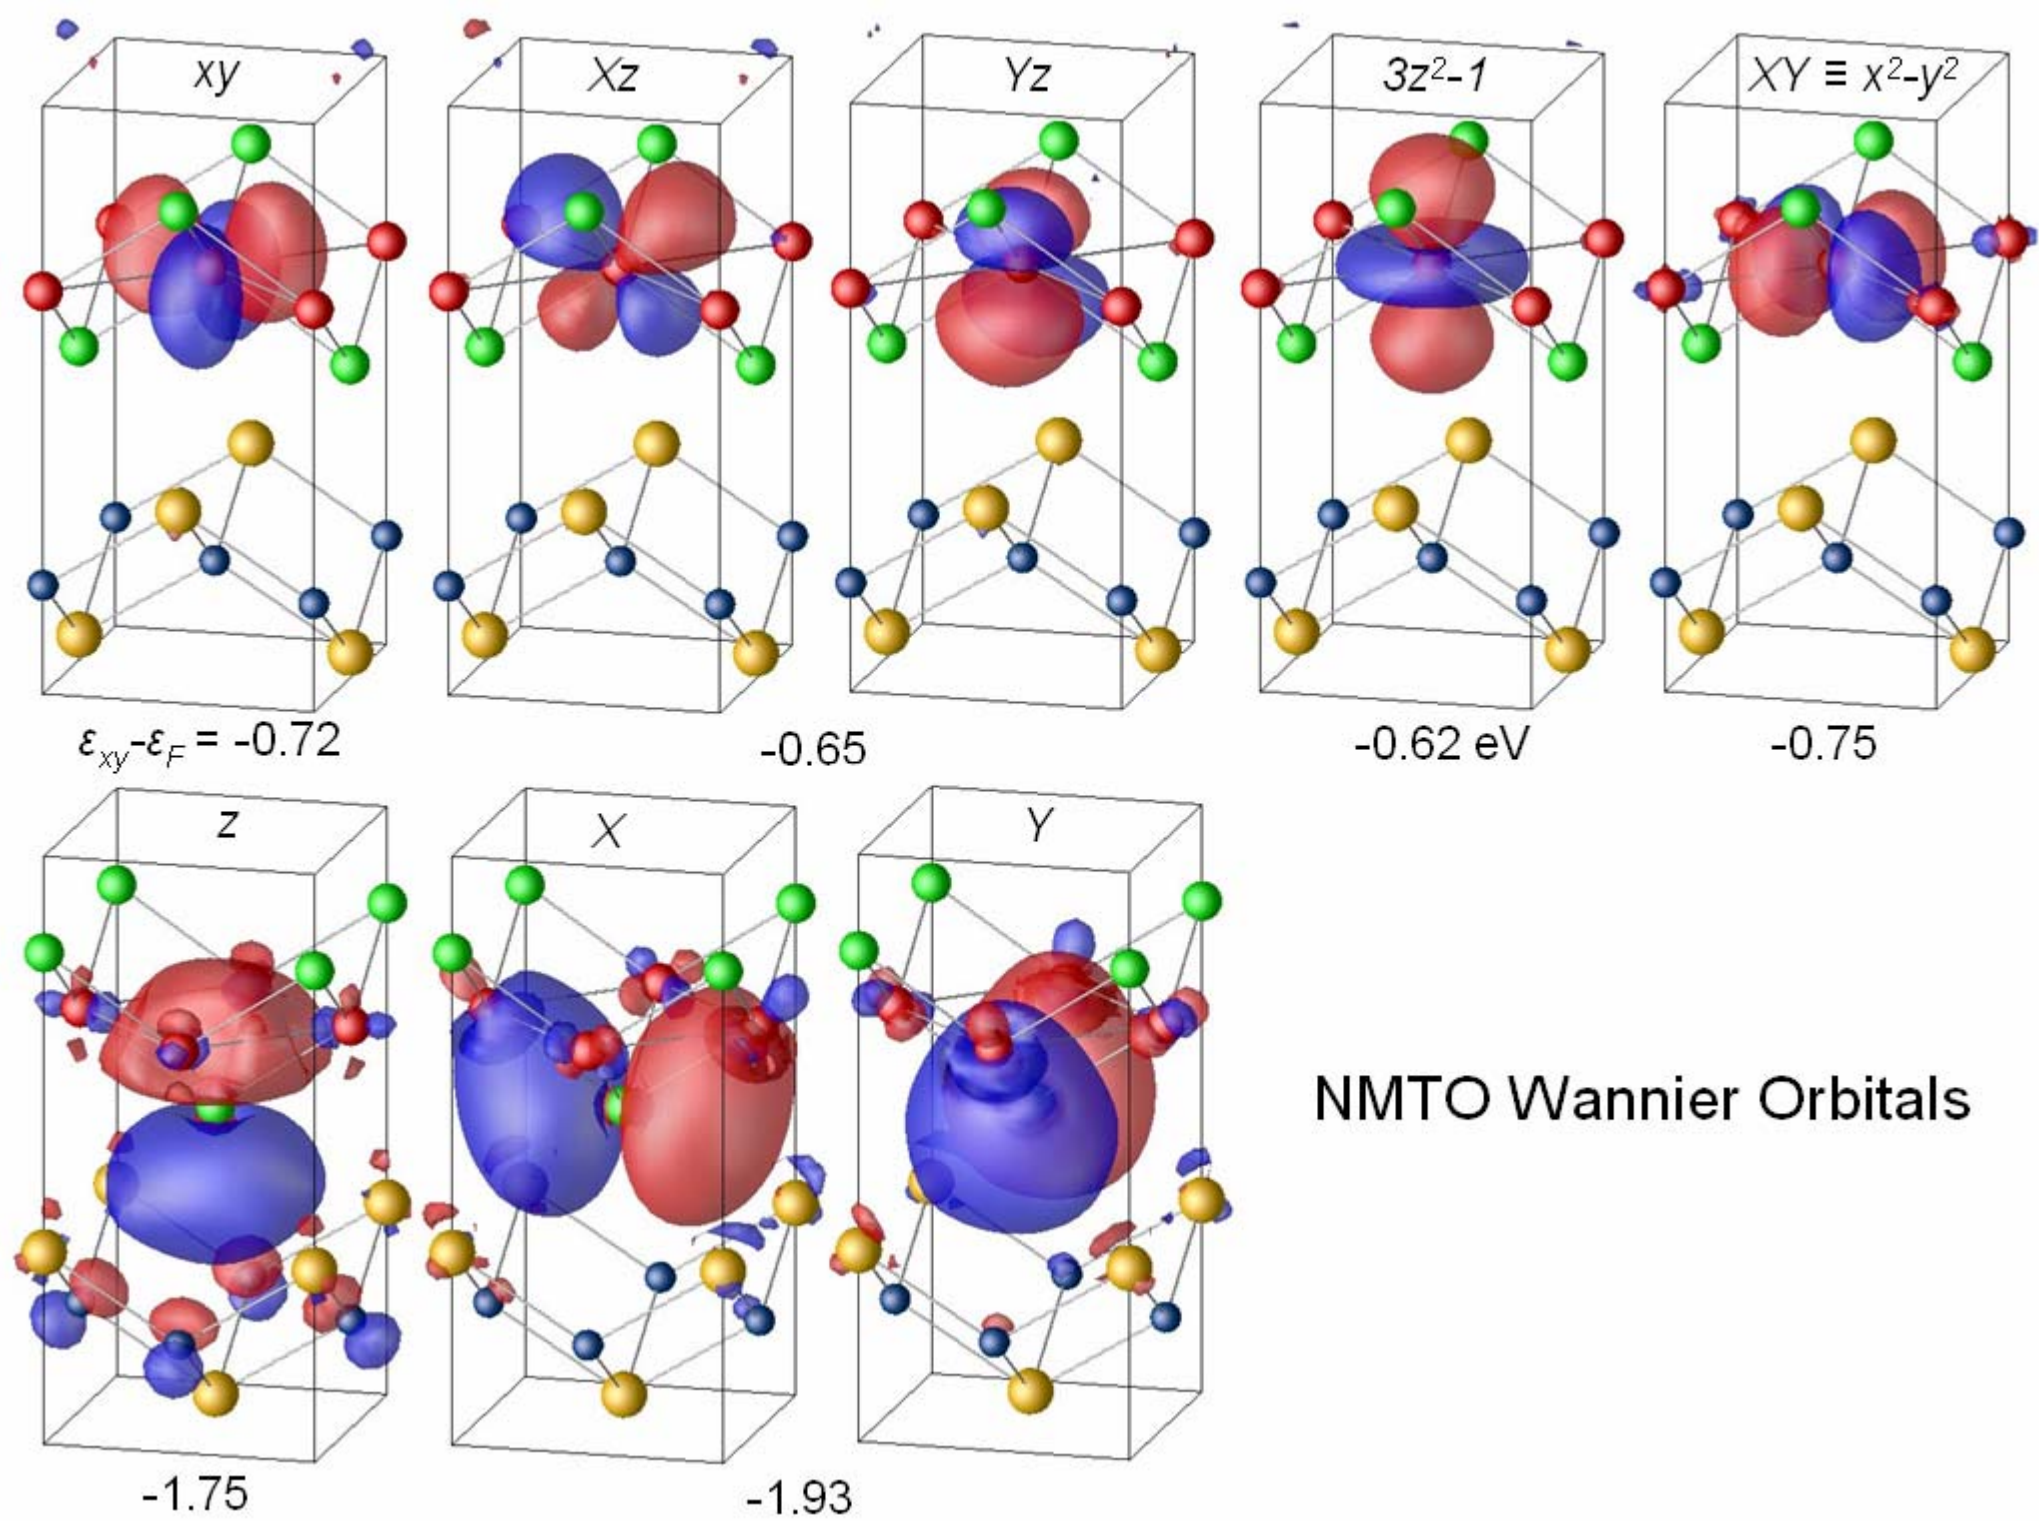 xy
Xz
Yz
3z²-1
XY ≡ x²-y²
ε_xy-ε_F = -0.72
-0.65
-0.62 eV
-0.75
z
X
Y
NMTO Wannier Orbitals
-1.75
-1.93